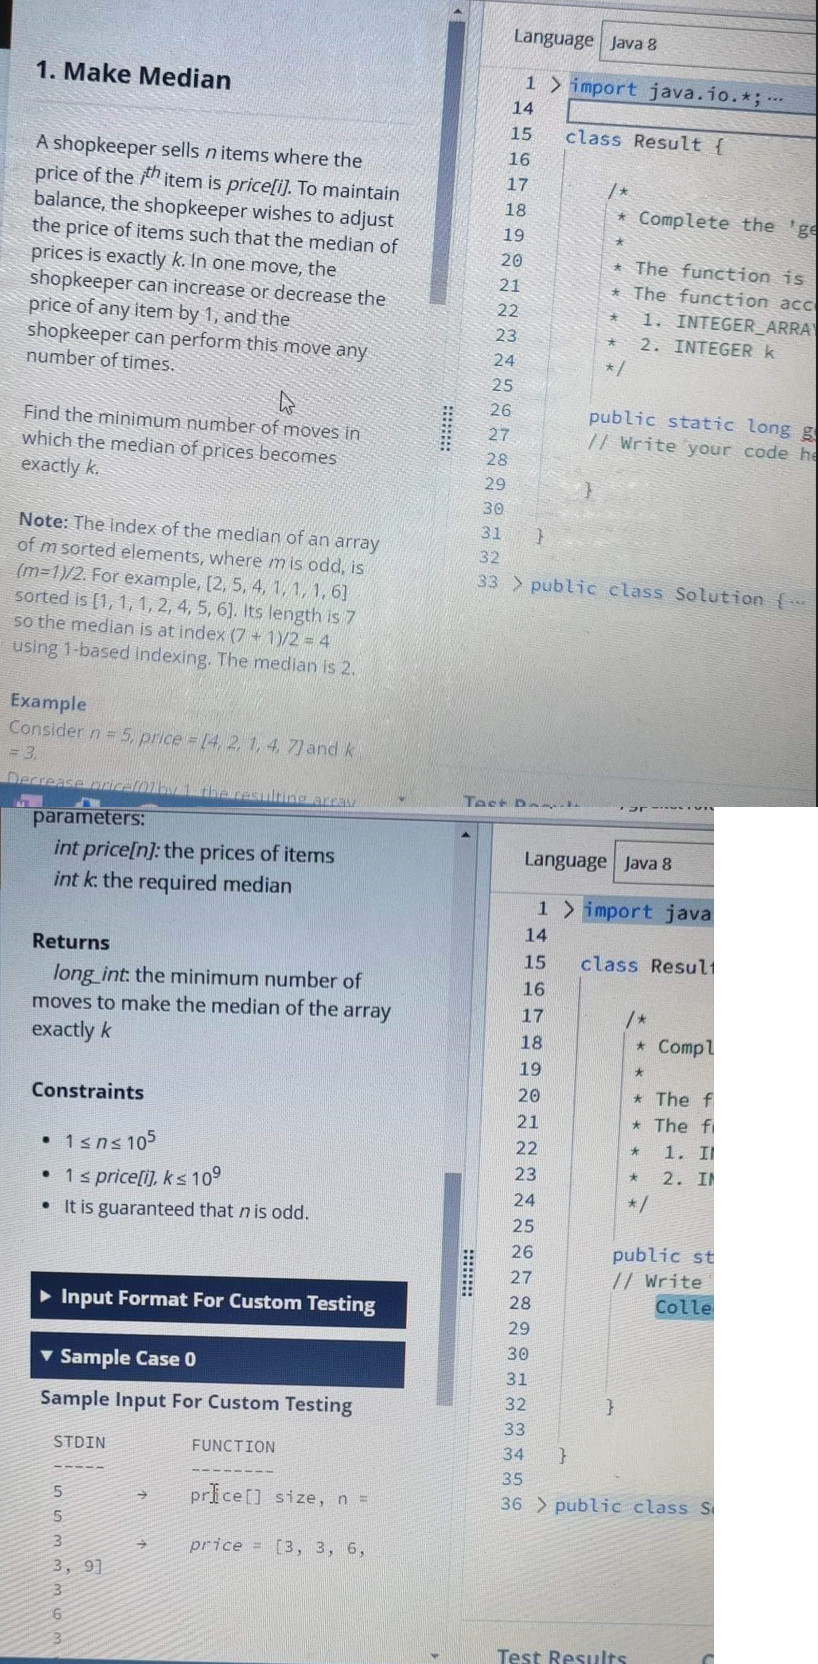 1. Make Median
A shopkeeper sells n items where the
price of the ith item is price[i]. To maintain
balance, the shopkeeper wishes to adjust
the price of items such that the median of
prices is exactly k. In one move, the
shopkeeper can increase or decrease the
price of any item by 1, and the
shopkeeper can perform this move any
number of times.
Find the minimum number of moves in
which the median of prices becomes
exactly k.
Note: The index of the median of an array
of m sorted elements, where m is odd, is
(m=1)/2. For example, [2, 5, 4, 1, 1, 1, 6]
sorted is [1, 1, 1, 2, 4, 5, 6]. Its length is 7
so the median is at index (7 + 1)/2 = 4
using 1-based indexing. The median is 2.
Example
Consider n = 5, price = [4, 2, 1, 4, 7] and k
= 3.
Decrease price[0] by 1, the resulting array
Language Java 8
1 > import java.io.*;...
14
15 class Result {
16
17 /*
18 * Complete the 'ge
19 *
20 * The function is
21 * The function acc
22 * 1. INTEGER_ARRAY
23 * 2. INTEGER k
24 */
25
26 public static long g
27 // Write your code he
28
29 }
30
31 }
32
33 > public class Solution {...
parameters:
int price[n]: the prices of items
int k: the required median
Returns
long_int: the minimum number of
moves to make the median of the array
exactly k
Constraints
• 1 ≤ n ≤ 10^5
• 1 ≤ price[i], k ≤ 10^9
• It is guaranteed that n is odd.
▶ Input Format For Custom Testing
▼ Sample Case 0
Sample Input For Custom Testing
STDIN FUNCTION
----- --------
5 → price[] size, n =
5
3 → price = [3, 3, 6,
3, 9]
3
6
3
Language Java 8
1 > import java
14
15 class Result
16
17 /*
18 * Compl
19 *
20 * The f
21 * The f
22 * 1. IN
23 * 2. IN
24 */
25
26 public st
27 // Write
28 Colle
29
30
31
32 }
33
34 }
35
36 > public class S
Test Results